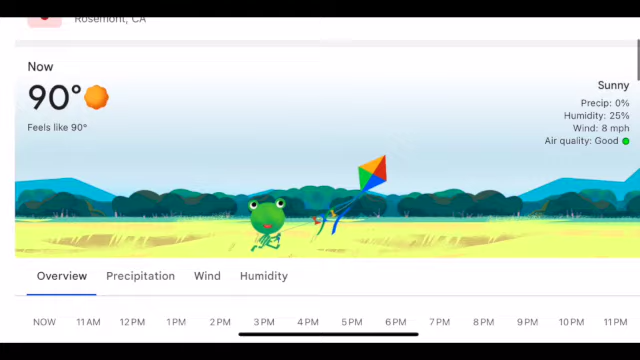 Rosemont, CA
Now
90°
Feels like 90°
Sunny
Precip: 0%
Humidity: 25%
Wind: 8 mph
Air quality: Good
Overview Precipitation Wind Humidity
NOW 11 AM 12 PM 1 PM 2 PM 3 PM 4 PM 5 PM 6 PM 7 PM 8 PM 9 PM 10 PM 11 PM